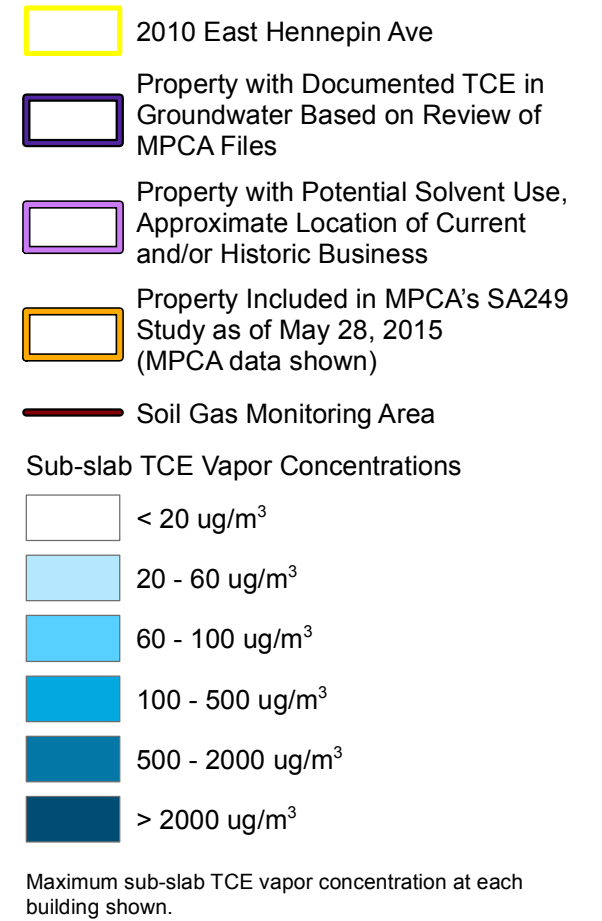 2010 East Hennepin Ave
Property with Documented TCE in
Groundwater Based on Review of
MPCA Files
Property with Potential Solvent Use,
Approximate Location of Current
and/or Historic Business
Property Included in MPCA's SA249
Study as of May 28, 2015
(MPCA data shown)
Soil Gas Monitoring Area
Sub-slab TCE Vapor Concentrations
< 20 ug/m³
20 - 60 ug/m³
60 - 100 ug/m³
100 - 500 ug/m³
500 - 2000 ug/m³
> 2000 ug/m³
Maximum sub-slab TCE vapor concentration at each
building shown.